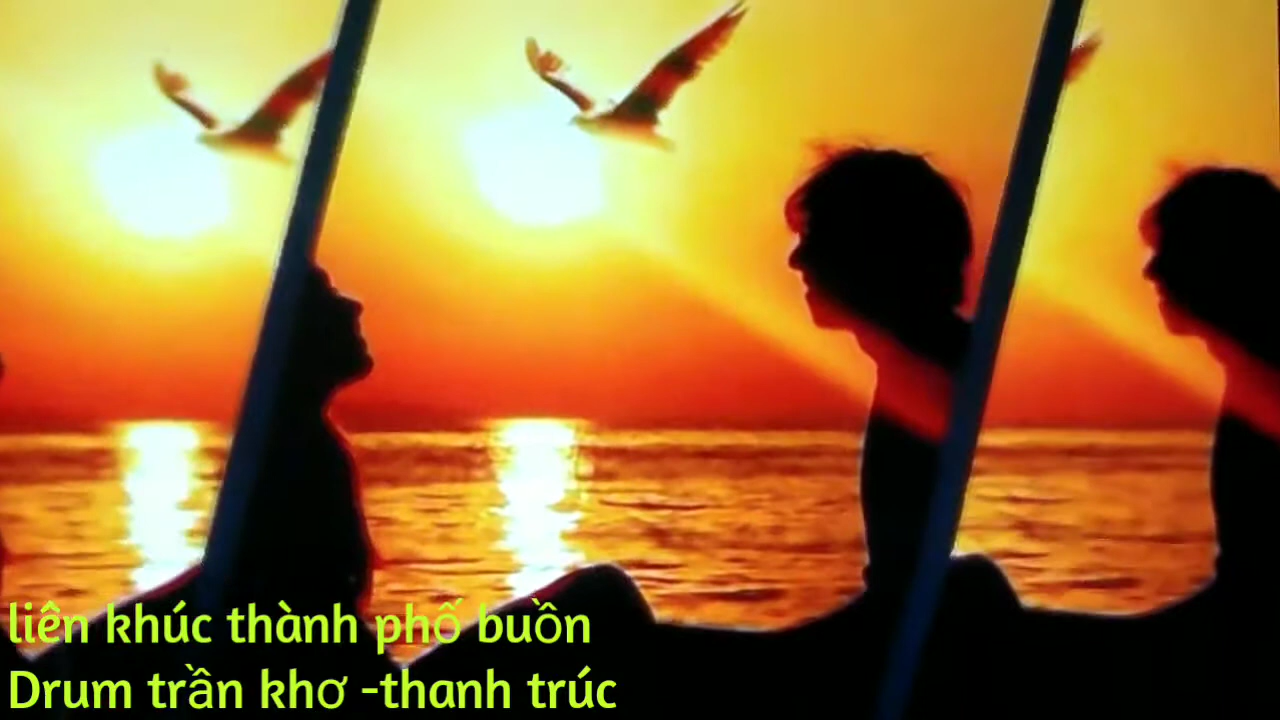 liên khúc thành phố buồn
Drum trần khơ -thanh trúc